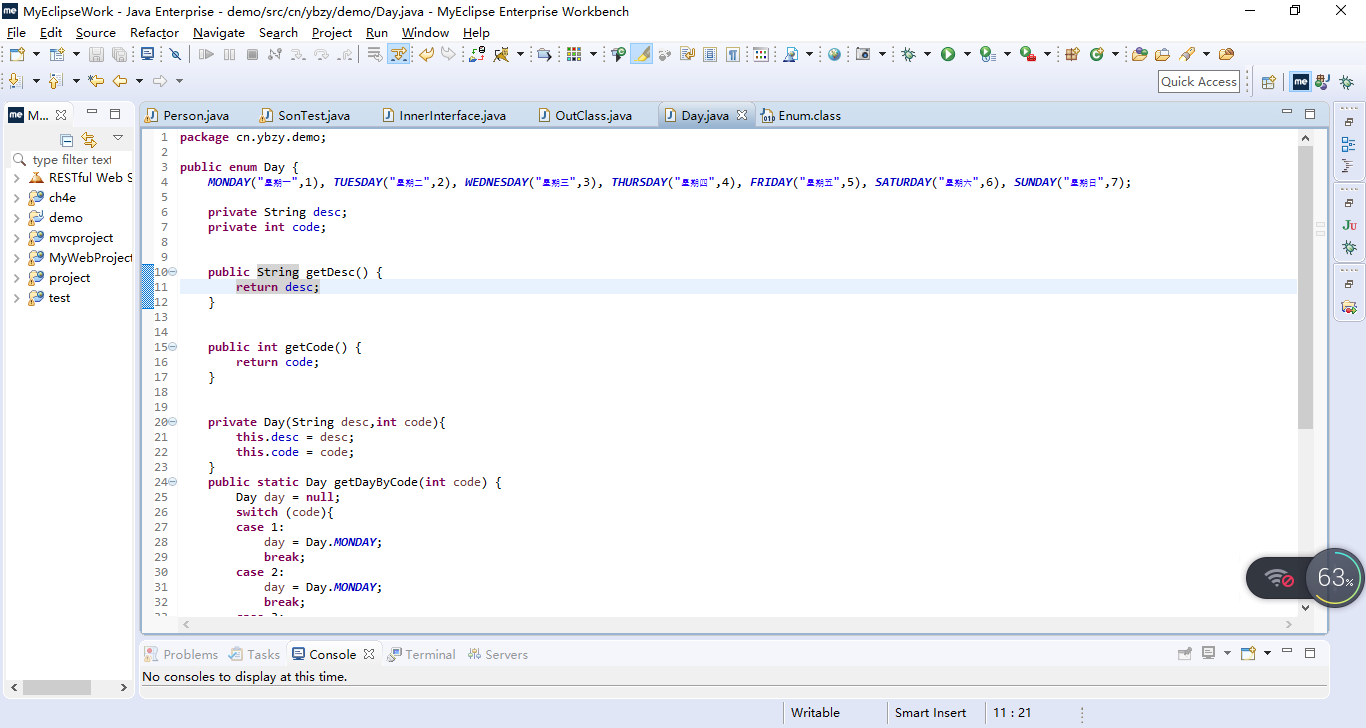 MyEclipseWork - Java Enterprise - demo/src/cn/ybzy/demo/Day.java - MyEclipse Enterprise Workbench
File Edit Source Refactor Navigate Search Project Run Window Help
Quick Access
me
M...
Person.java
SonTest.java
InnerInterface.java
OutClass.java
Day.java
Enum.class
type filter text
RESTful Web S
ch4e
demo
mvcproject
MyWebProject
project
test
1 package cn.ybzy.demo;
2
3 public enum Day {
4 MONDAY("星期一",1), TUESDAY("星期二",2), WEDNESDAY("星期三",3), THURSDAY("星期四",4), FRIDAY("星期五",5), SATURDAY("星期六",6), SUNDAY("星期日",7);
5
6 private String desc;
7 private int code;
8
9
10 public String getDesc() {
11 return desc;
12 }
13
14
15 public int getCode() {
16 return code;
17 }
18
19
20 private Day(String desc,int code){
21 this.desc = desc;
22 this.code = code;
23 }
24 public static Day getDayByCode(int code) {
25 Day day = null;
26 switch (code){
27 case 1:
28 day = Day.MONDAY;
29 break;
30 case 2:
31 day = Day.MONDAY;
32 break;
63%
Problems
Tasks
Console
Terminal
Servers
No consoles to display at this time.
Writable
Smart Insert
11 : 21